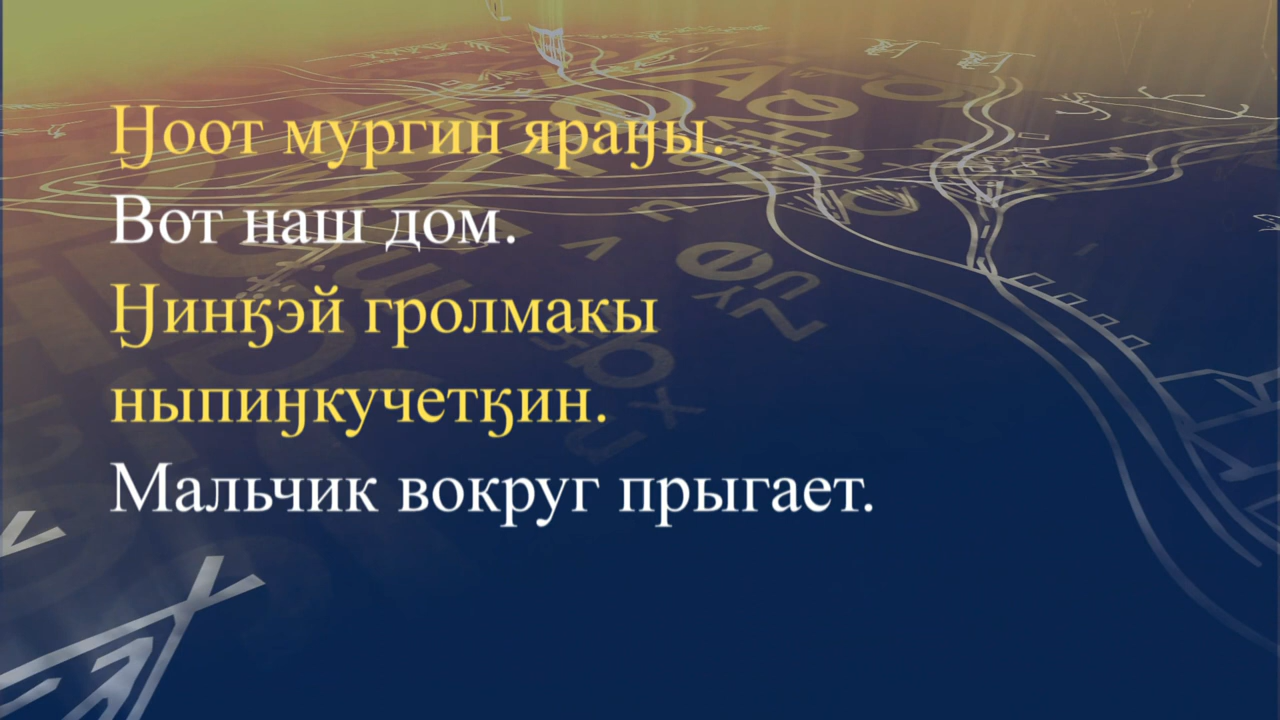 Ӈоот мургин яраӈы.
Вот наш дом.
Ӈинӄэй гролмакы
ныпиӈкучетӄин.
Мальчик вокруг прыгает.